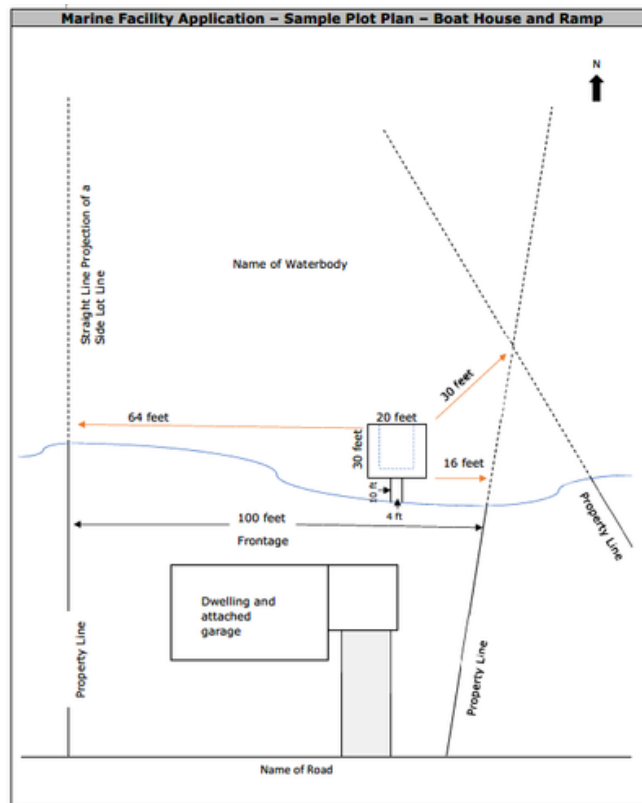 Marine Facility Application – Sample Plot Plan – Boat House and Ramp
N
Straight Line Projection of a
Side Lot Line
Name of Waterbody
30 feet
64 feet
20 feet
30 feet
16 feet
10 ft
4 ft
100 feet
Frontage
Property Line
Dwelling and
attached
garage
Property Line
Property Line
Name of Road